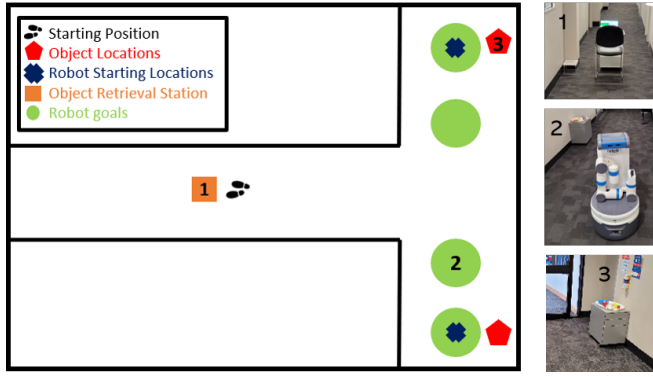 Starting Position
Object Locations
Robot Starting Locations
Object Retrieval Station
Robot goals
1
2
3
1
2
3